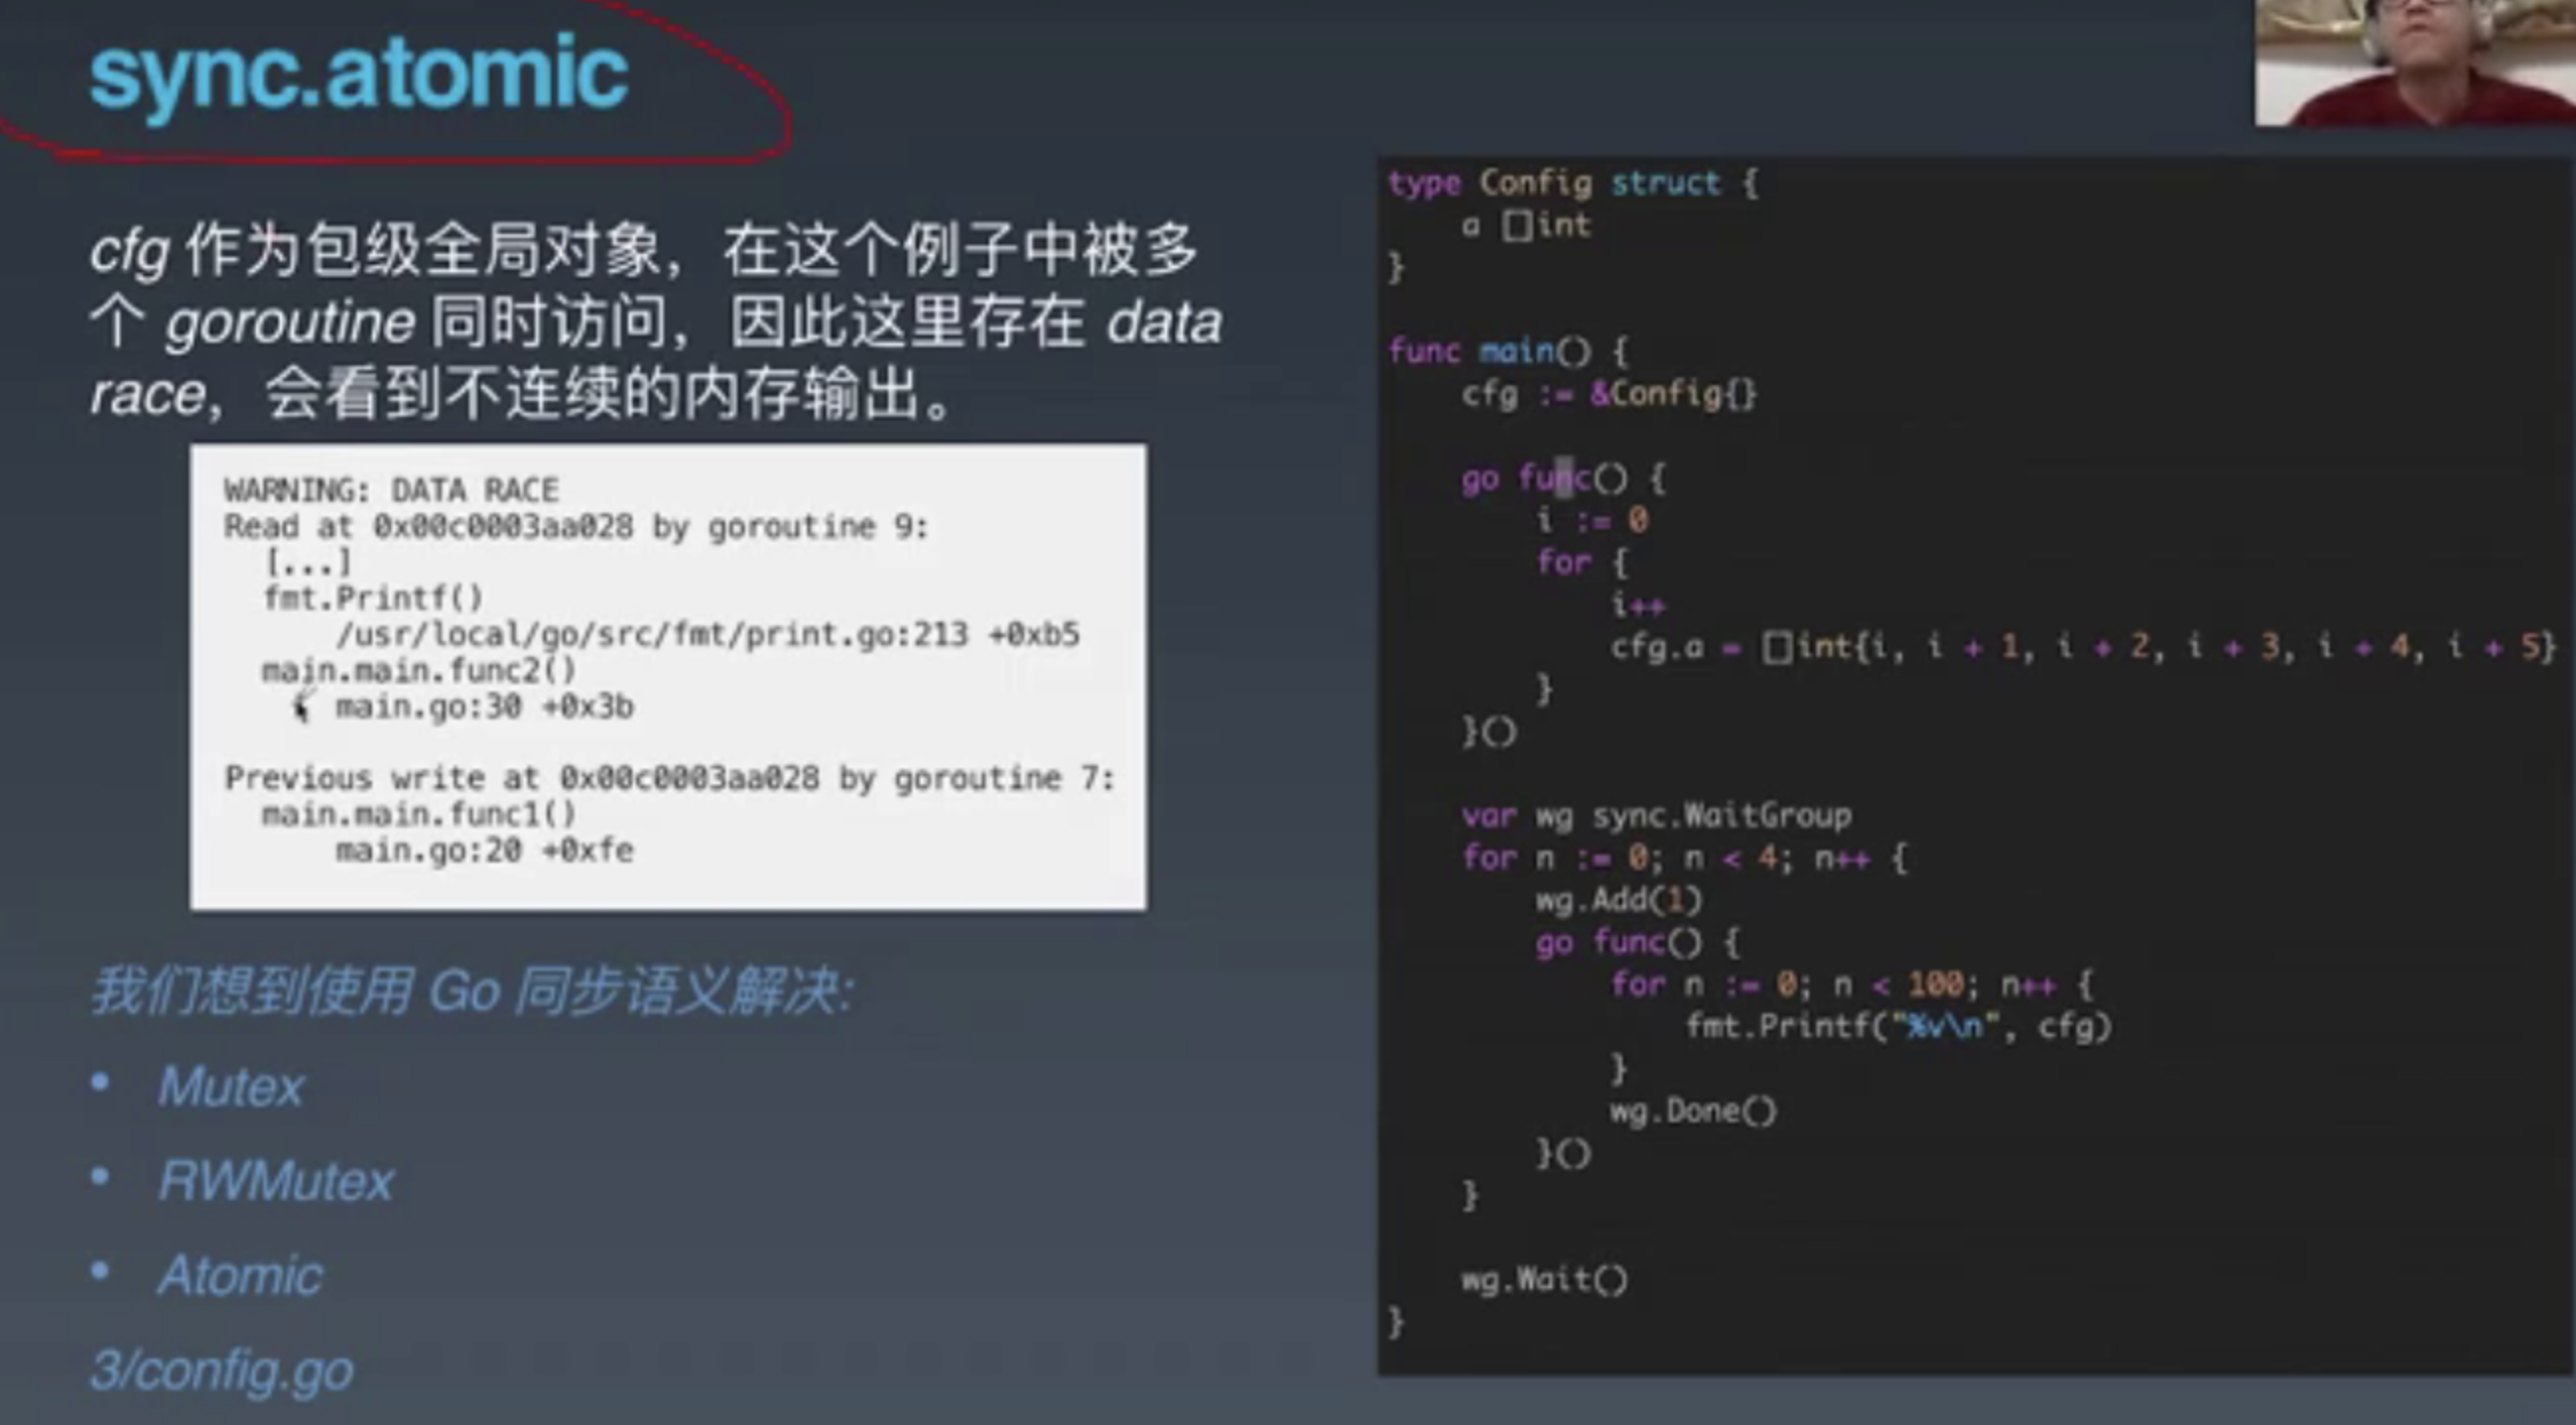 sync.atomic
cfg 作为包级全局对象，在这个例子中被多
个 goroutine 同时访问，因此这里存在 data
race，会看到不连续的内存输出。
WARNING: DATA RACE
Read at 0x00c0003aa028 by goroutine 9:
[...]
fmt.Printf()
/usr/local/go/src/fmt/print.go:213 +0xb5
main.main.func2()
main.go:30 +0x3b
Previous write at 0x00c0003aa028 by goroutine 7:
main.main.func1()
main.go:20 +0xfe
我们想到使用 Go 同步语义解决:
• Mutex
• RWMutex
• Atomic
3/config.go
type Config struct {
a []int
}
func main() {
cfg := &Config{}
go func() {
i := 0
for {
i++
cfg.a = []int{i, i + 1, i + 2, i + 3, i + 4, i + 5}
}
}()
var wg sync.WaitGroup
for n := 0; n < 4; n++ {
wg.Add(1)
go func() {
for n := 0; n < 100; n++ {
fmt.Printf("%v\n", cfg)
}
wg.Done()
}()
}
wg.Wait()
}